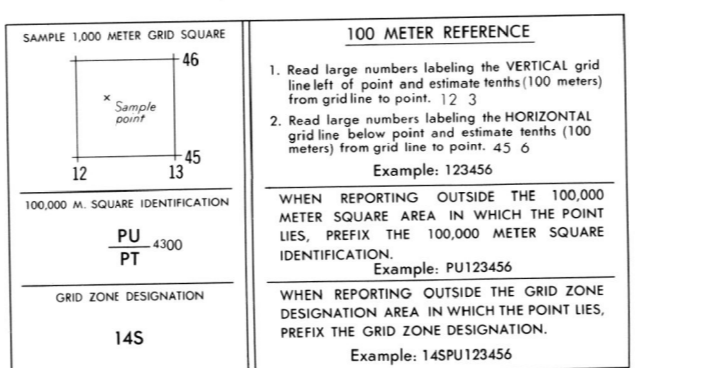 SAMPLE 1,000 METER GRID SQUARE
46
x
Sample
point
45
12
13
100,000 M. SQUARE IDENTIFICATION
PU
4300
PT
GRID ZONE DESIGNATION
14S
100 METER REFERENCE
1. Read large numbers labeling the VERTICAL grid
line left of point and estimate tenths (100 meters)
from grid line to point. 12 3
2. Read large numbers labeling the HORIZONTAL
grid line below point and estimate tenths (100
meters) from grid line to point. 45 6
Example: 123456
WHEN REPORTING OUTSIDE THE 100,000
METER SQUARE AREA IN WHICH THE POINT
LIES, PREFIX THE 100,000 METER SQUARE
IDENTIFICATION.
Example: PU123456
WHEN REPORTING OUTSIDE THE GRID ZONE
DESIGNATION AREA IN WHICH THE POINT LIES,
PREFIX THE GRID ZONE DESIGNATION.
Example: 14SPU123456